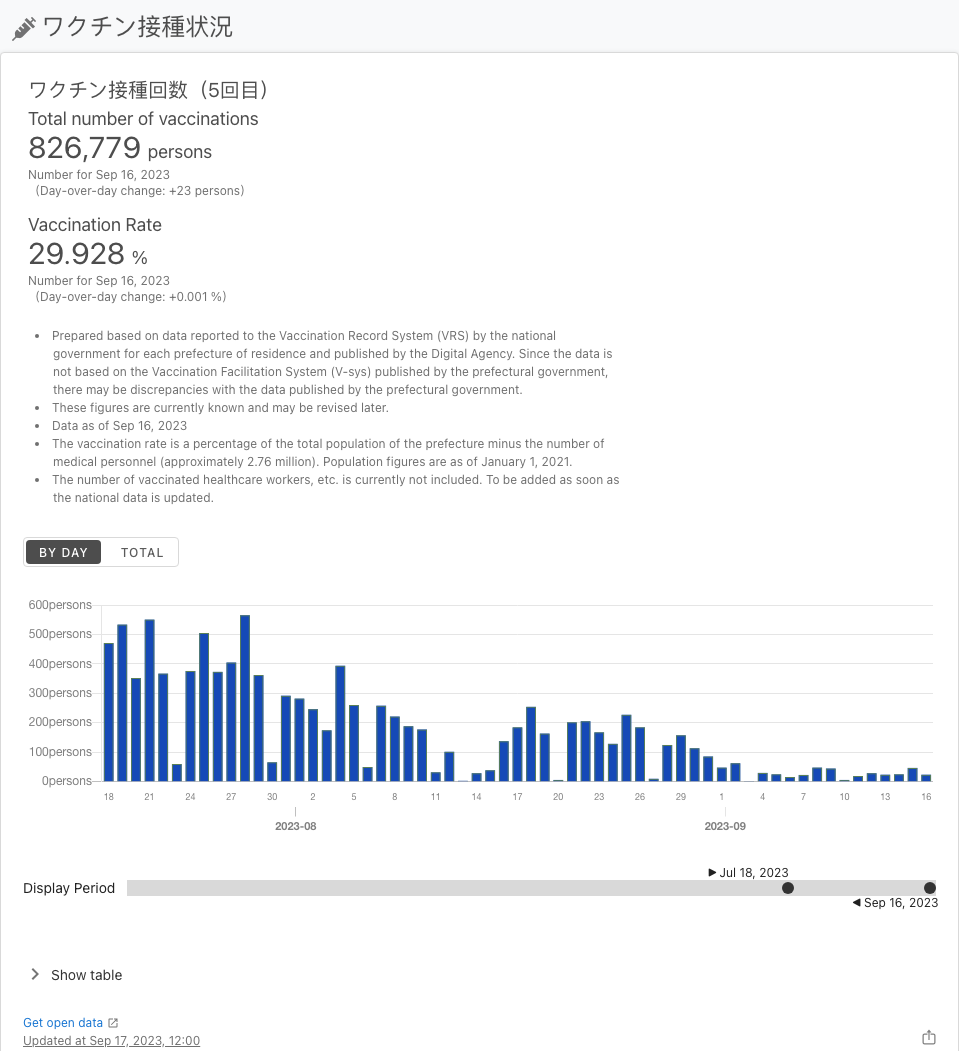 ワクチン接種状況
ワクチン接種回数（5回目）
Total number of vaccinations
826,779 persons
Number for Sep 16, 2023
（Day-over-day change: +23 persons）
Vaccination Rate
29.928 %
Number for Sep 16, 2023
（Day-over-day change: +0.001 %）
• Prepared based on data reported to the Vaccination Record System (VRS) by the national
government for each prefecture of residence and published by the Digital Agency. Since the data is
not based on the Vaccination Facilitation System (V-sys) published by the prefectural government,
there may be discrepancies with the data published by the prefectural government.
• These figures are currently known and may be revised later.
• Data as of Sep 16, 2023
• The vaccination rate is a percentage of the total population of the prefecture minus the number of
medical personnel (approximately 2.76 million). Population figures are as of January 1, 2021.
• The number of vaccinated healthcare workers, etc. is currently not included. To be added as soon as
the national data is updated.
BY DAY TOTAL
600persons
500persons
400persons
300persons
200persons
100persons
0persons
18 21 24 27 30 2 5 8 11 14 17 20 23 26 29 1 4 7 10 13 16
2023-08 2023-09
Jul 18, 2023
Display Period
Sep 16, 2023
Show table
Get open data
Updated at Sep 17, 2023, 12:00